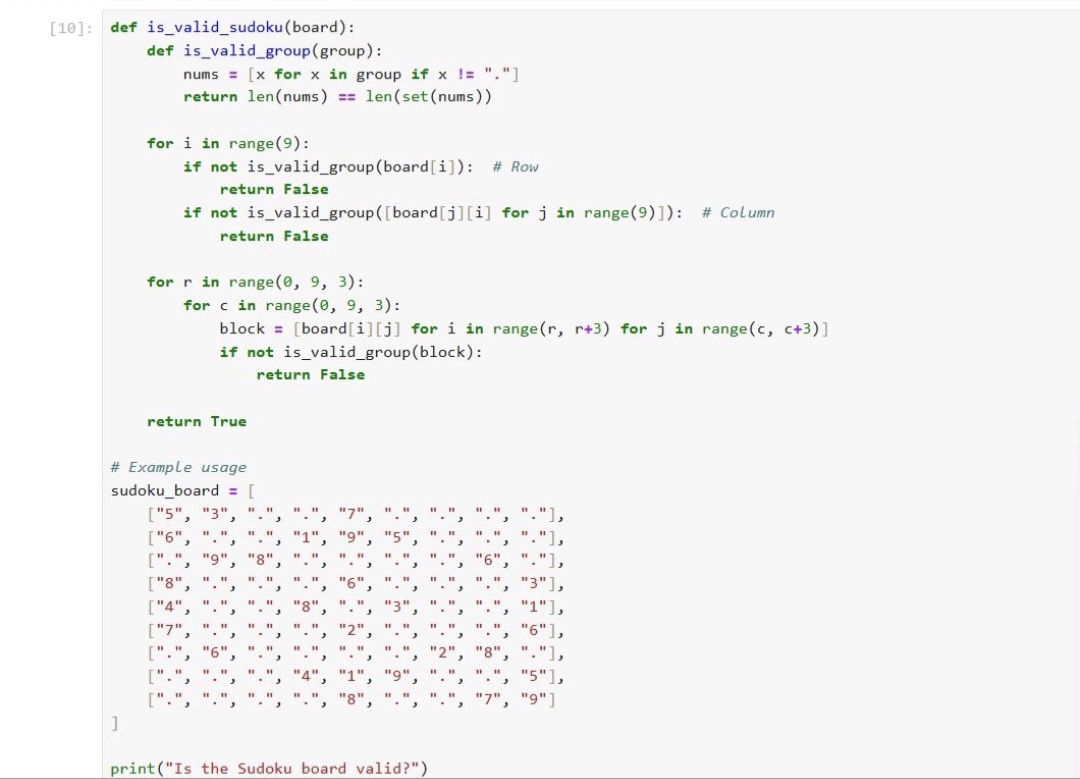 [10]: def is_valid_sudoku(board):
    def is_valid_group(group):
        nums = [x for x in group if x != "."]
        return len(nums) == len(set(nums))

    for i in range(9):
        if not is_valid_group(board[i]):  # Row
            return False
        if not is_valid_group([board[j][i] for j in range(9)]):  # Column
            return False

    for r in range(0, 9, 3):
        for c in range(0, 9, 3):
            block = [board[i][j] for i in range(r, r+3) for j in range(c, c+3)]
            if not is_valid_group(block):
                return False

    return True

# Example usage
sudoku_board = [
    ["5", "3", ".", ".", "7", ".", ".", ".", "."],
    ["6", ".", ".", "1", "9", "5", ".", ".", "."],
    [".", "9", "8", ".", ".", ".", ".", "6", "."],
    ["8", ".", ".", ".", "6", ".", ".", ".", "3"],
    ["4", ".", ".", "8", ".", "3", ".", ".", "1"],
    ["7", ".", ".", ".", "2", ".", ".", ".", "6"],
    [".", "6", ".", ".", ".", ".", "2", "8", "."],
    [".", ".", ".", "4", "1", "9", ".", ".", "5"],
    [".", ".", ".", ".", "8", ".", ".", "7", "9"]
]

print("Is the Sudoku board valid?")